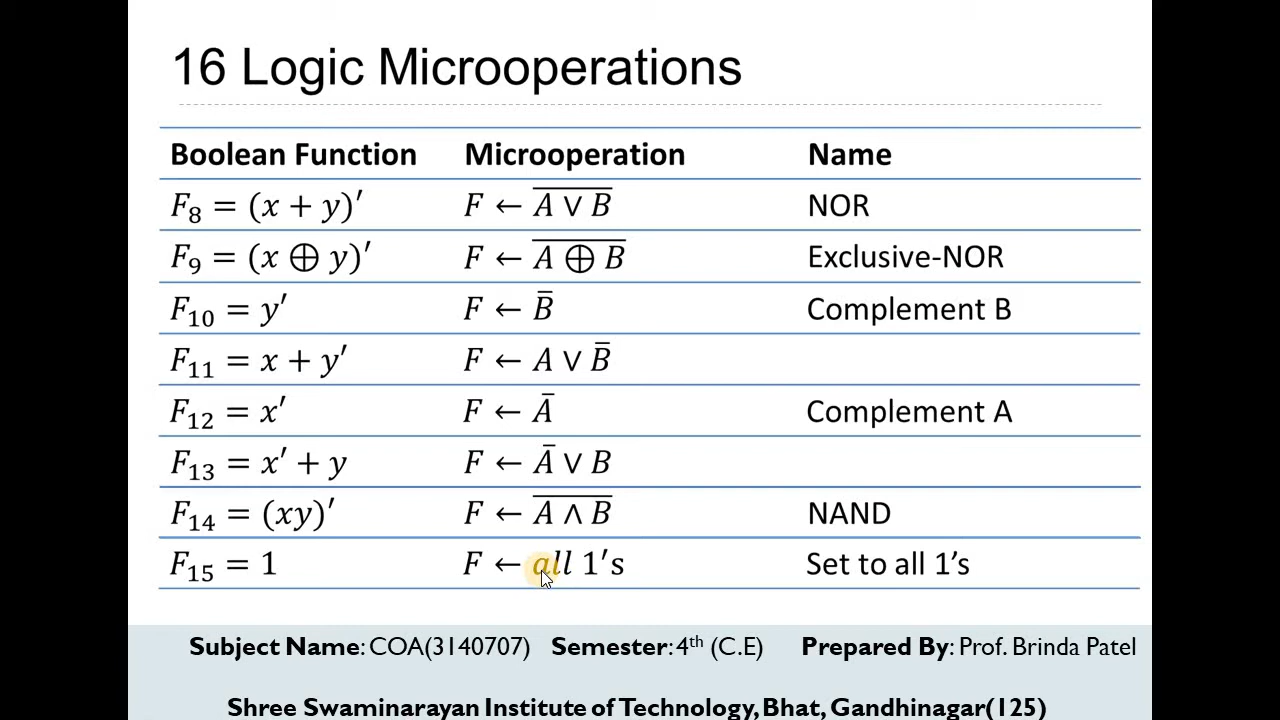 16 Logic Microoperations
Boolean Function Microoperation Name
F₈ = (x + y)′ F ← A̅ ̅∨̅ ̅B̅ NOR
F₉ = (x ⊕ y)′ F ← A̅ ̅⊕̅ ̅B̅ Exclusive-NOR
F₁₀ = y′ F ← B̅ Complement B
F₁₁ = x + y′ F ← A ∨ B̅
F₁₂ = x′ F ← A̅ Complement A
F₁₃ = x′ + y F ← A̅ ∨ B
F₁₄ = (xy)′ F ← A̅ ̅∧̅ ̅B̅ NAND
F₁₅ = 1 F ← all 1′s Set to all 1’s
Subject Name: COA(3140707) Semester: 4th (C.E) Prepared By: Prof. Brinda Patel
Shree Swaminarayan Institute of Technology, Bhat, Gandhinagar(125)